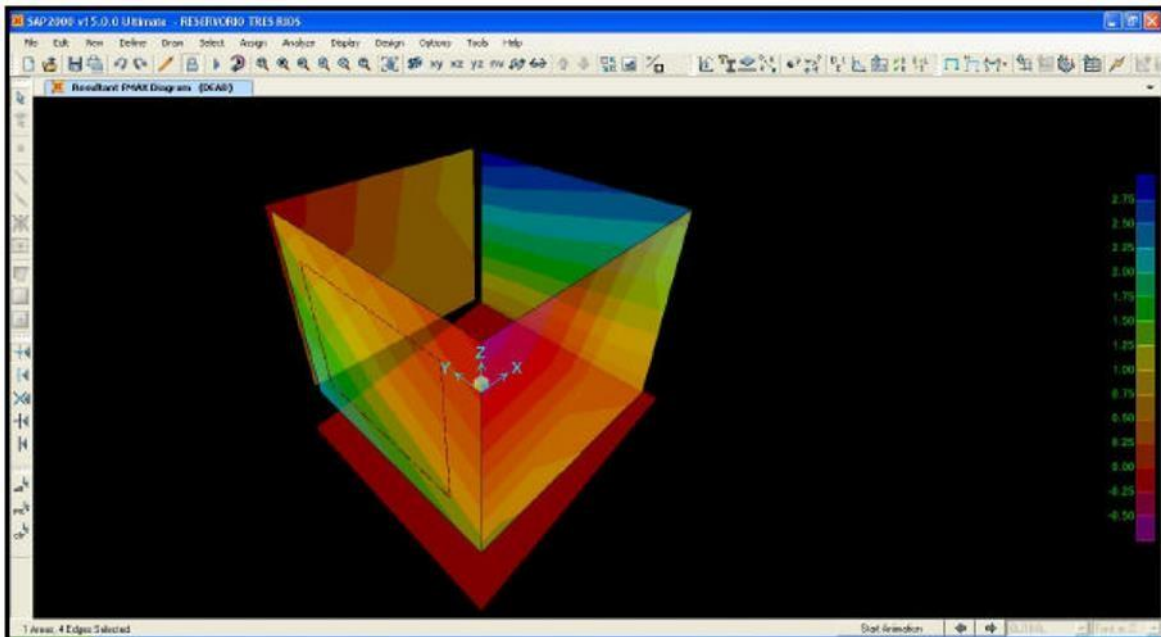 SAP2000 v15.0.0 Ultimate - RESERVORIO TRES RIOS
File Edit View Define Draw Select Assign Analyze Display Design Options Tools Help
xy xz yz nv
Resultant FMAX Diagram (DEAD)
2.75
2.50
2.25
2.00
1.75
1.50
1.25
1.00
0.75
0.50
0.25
0.00
-0.25
-0.50
Z
Y X
1 Areas, 4 Edges Selected
Start Animation
GLOBAL